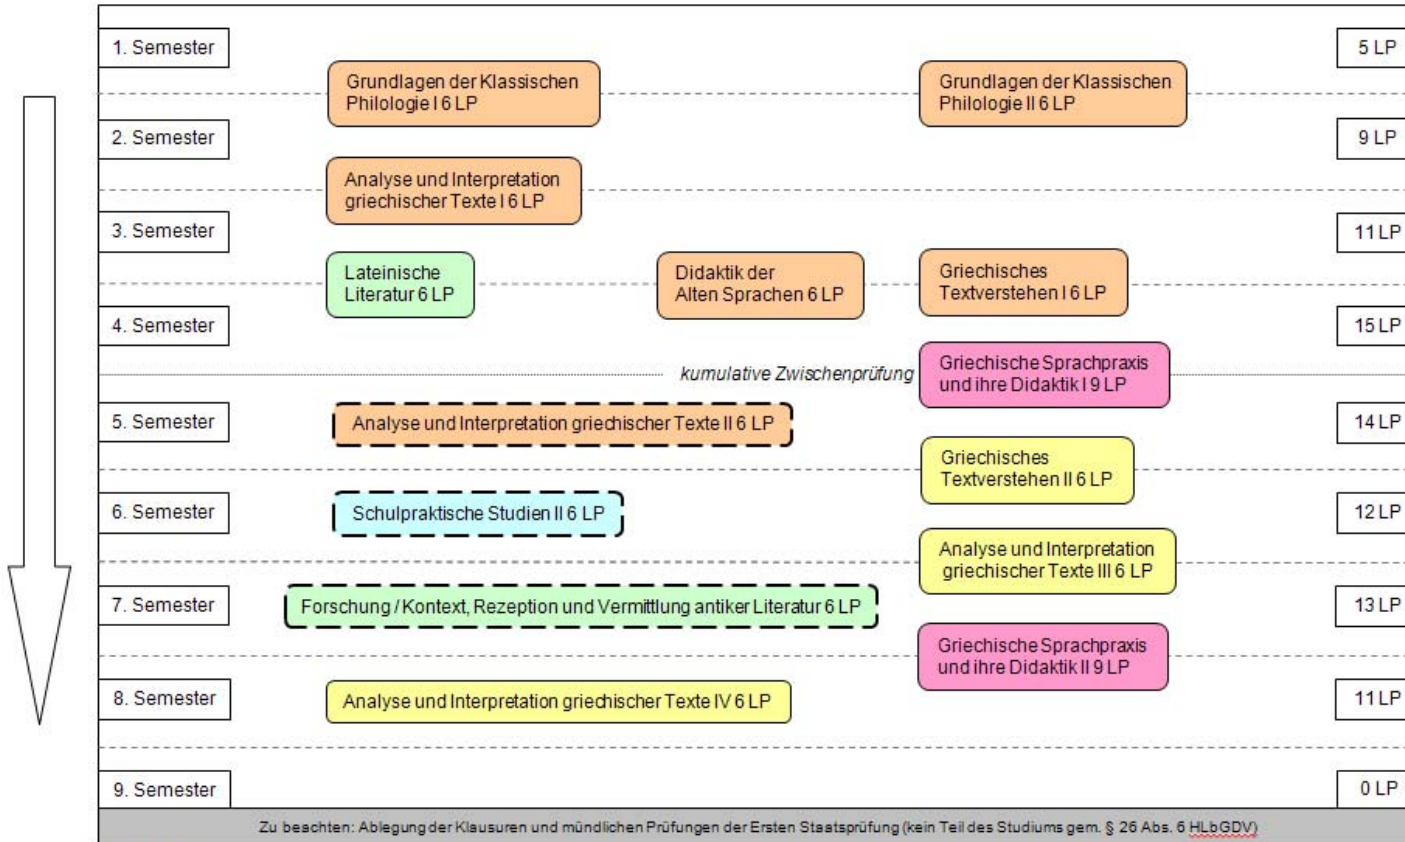 1. Semester
5 LP
Grundlagen der Klassischen
Philologie I 6 LP
Grundlagen der Klassischen
Philologie II 6 LP
2. Semester
9 LP
Analyse und Interpretation
griechischer Texte I 6 LP
3. Semester
11 LP
Lateinische
Literatur 6 LP
Didaktik der
Alten Sprachen 6 LP
Griechisches
Textverstehen I 6 LP
4. Semester
15 LP
kumulative Zwischenprüfung
Griechische Sprachpraxis
und ihre Didaktik I 9 LP
5. Semester
Analyse und Interpretation griechischer Texte II 6 LP
14 LP
Griechisches
Textverstehen II 6 LP
6. Semester
Schulpraktische Studien II 6 LP
12 LP
Analyse und Interpretation
griechischer Texte III 6 LP
7. Semester
Forschung / Kontext, Rezeption und Vermittlung antiker Literatur 6 LP
13 LP
Griechische Sprachpraxis
und ihre Didaktik II 9 LP
8. Semester
Analyse und Interpretation griechischer Texte IV 6 LP
11 LP
9. Semester
0 LP
Zu beachten: Ablegung der Klausuren und mündlichen Prüfungen der Ersten Staatsprüfung (kein Teil des Studiums gem. § 26 Abs. 6 HLbGDV)